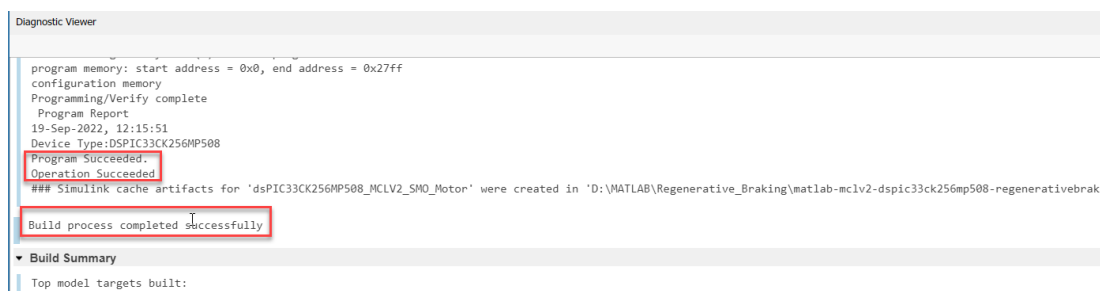 Diagnostic Viewer
program memory: start address = 0x0, end address = 0x27ff
configuration memory
Programming/Verify complete
Program Report
19-Sep-2022, 12:15:51
Device Type:DSPIC33CK256MP508
Program Succeeded.
Operation Succeeded
### Simulink cache artifacts for 'dsPIC33CK256MP508_MCLV2_SMO_Motor' were created in 'D:\MATLAB\Regenerative_Braking\matlab-mclv2-dspic33ck256mp508-regenerativebrak
Build process completed successfully
Build Summary
Top model targets built: